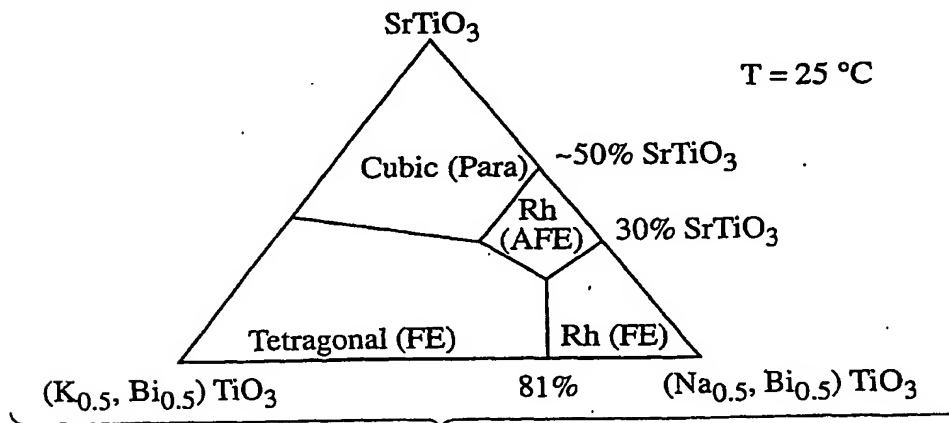 SrTiO3
T = 25 °C
Cubic (Para)
~50% SrTiO3
Rh
(AFE)
30% SrTiO3
Tetragonal (FE)
Rh (FE)
(K0.5, Bi0.5) TiO3
81%
(Na0.5, Bi0.5) TiO3